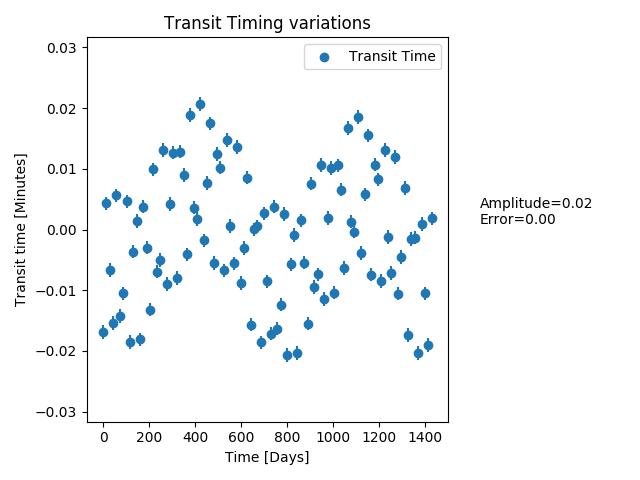 Transit Timing variations
Transit Time
0.03
0.02
0.01
0.00
−0.01
−0.02
−0.03
Transit time [Minutes]
Amplitude=0.02
Error=0.00
0 200 400 600 800 1000 1200 1400
Time [Days]